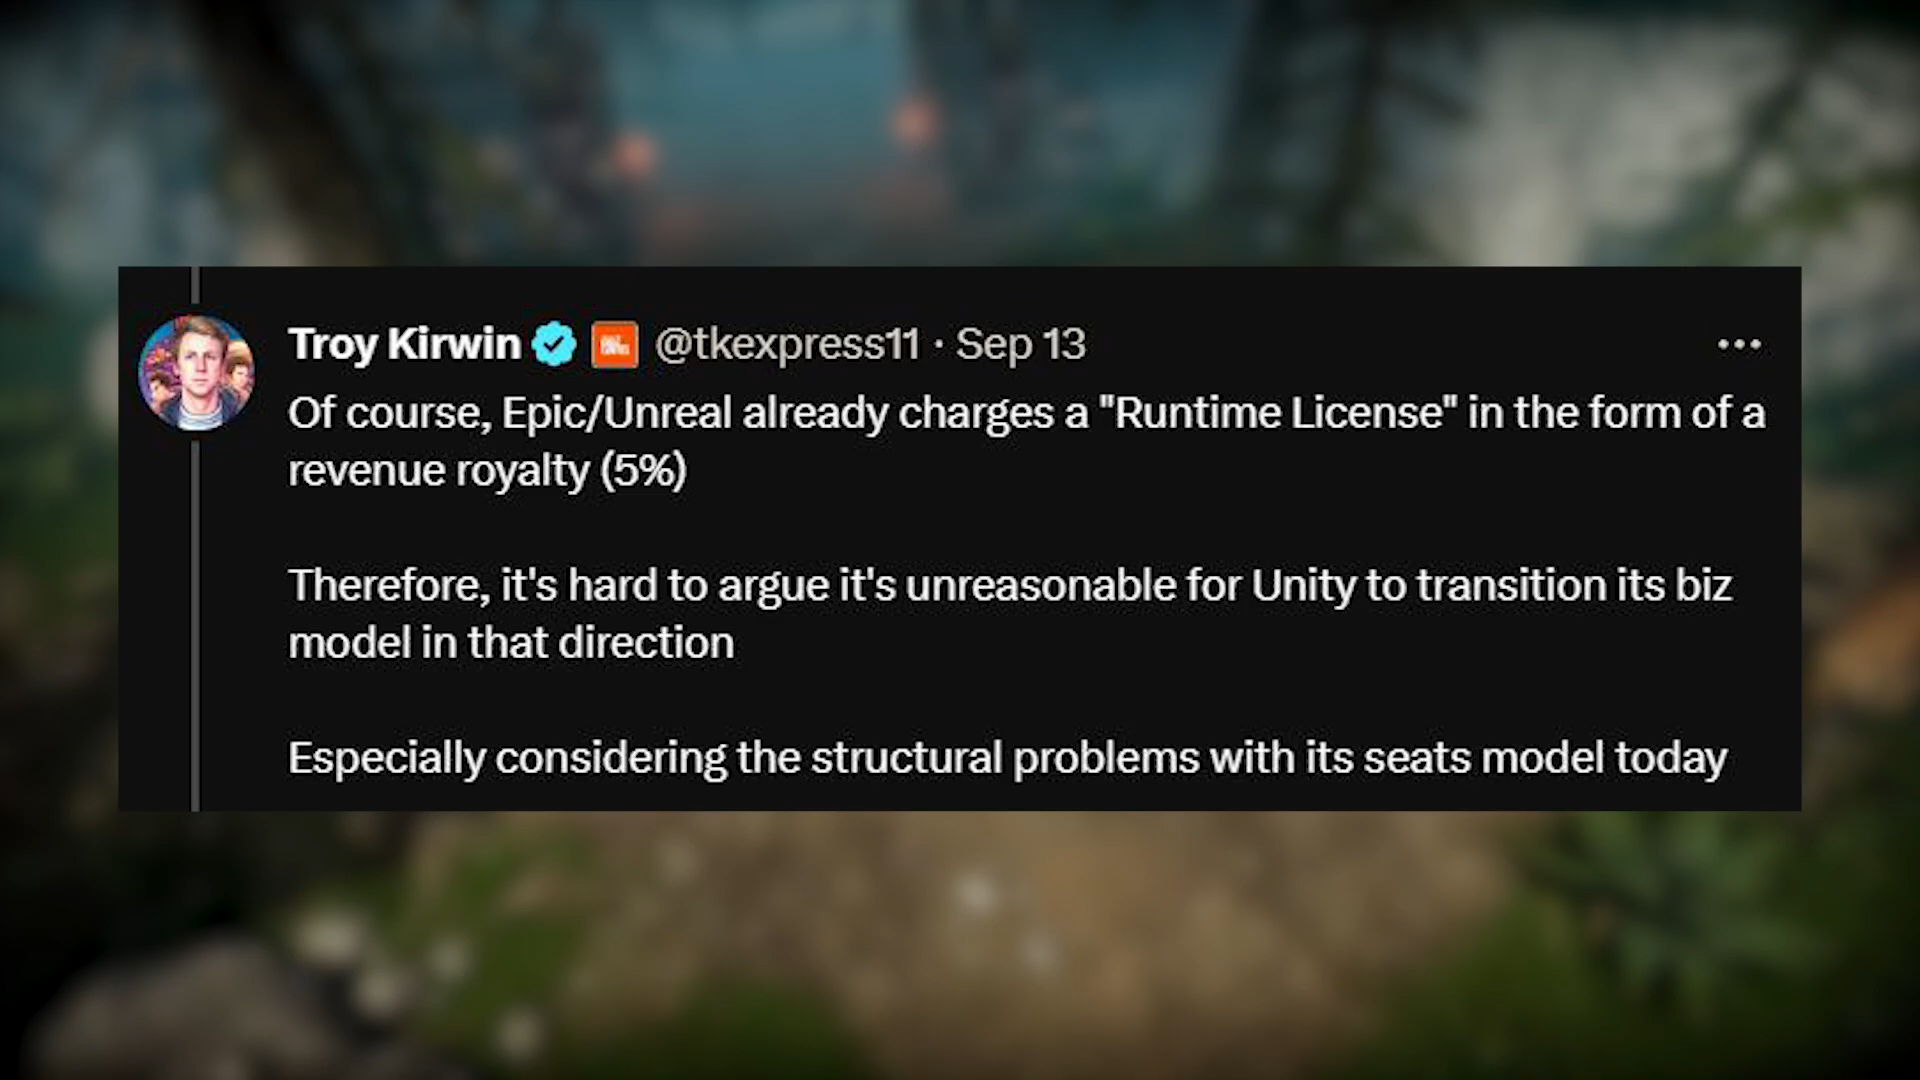 Troy Kirwin @tkexpress11 · Sep 13
Of course, Epic/Unreal already charges a "Runtime License" in the form of a
revenue royalty (5%)
Therefore, it's hard to argue it's unreasonable for Unity to transition its biz
model in that direction
Especially considering the structural problems with its seats model today